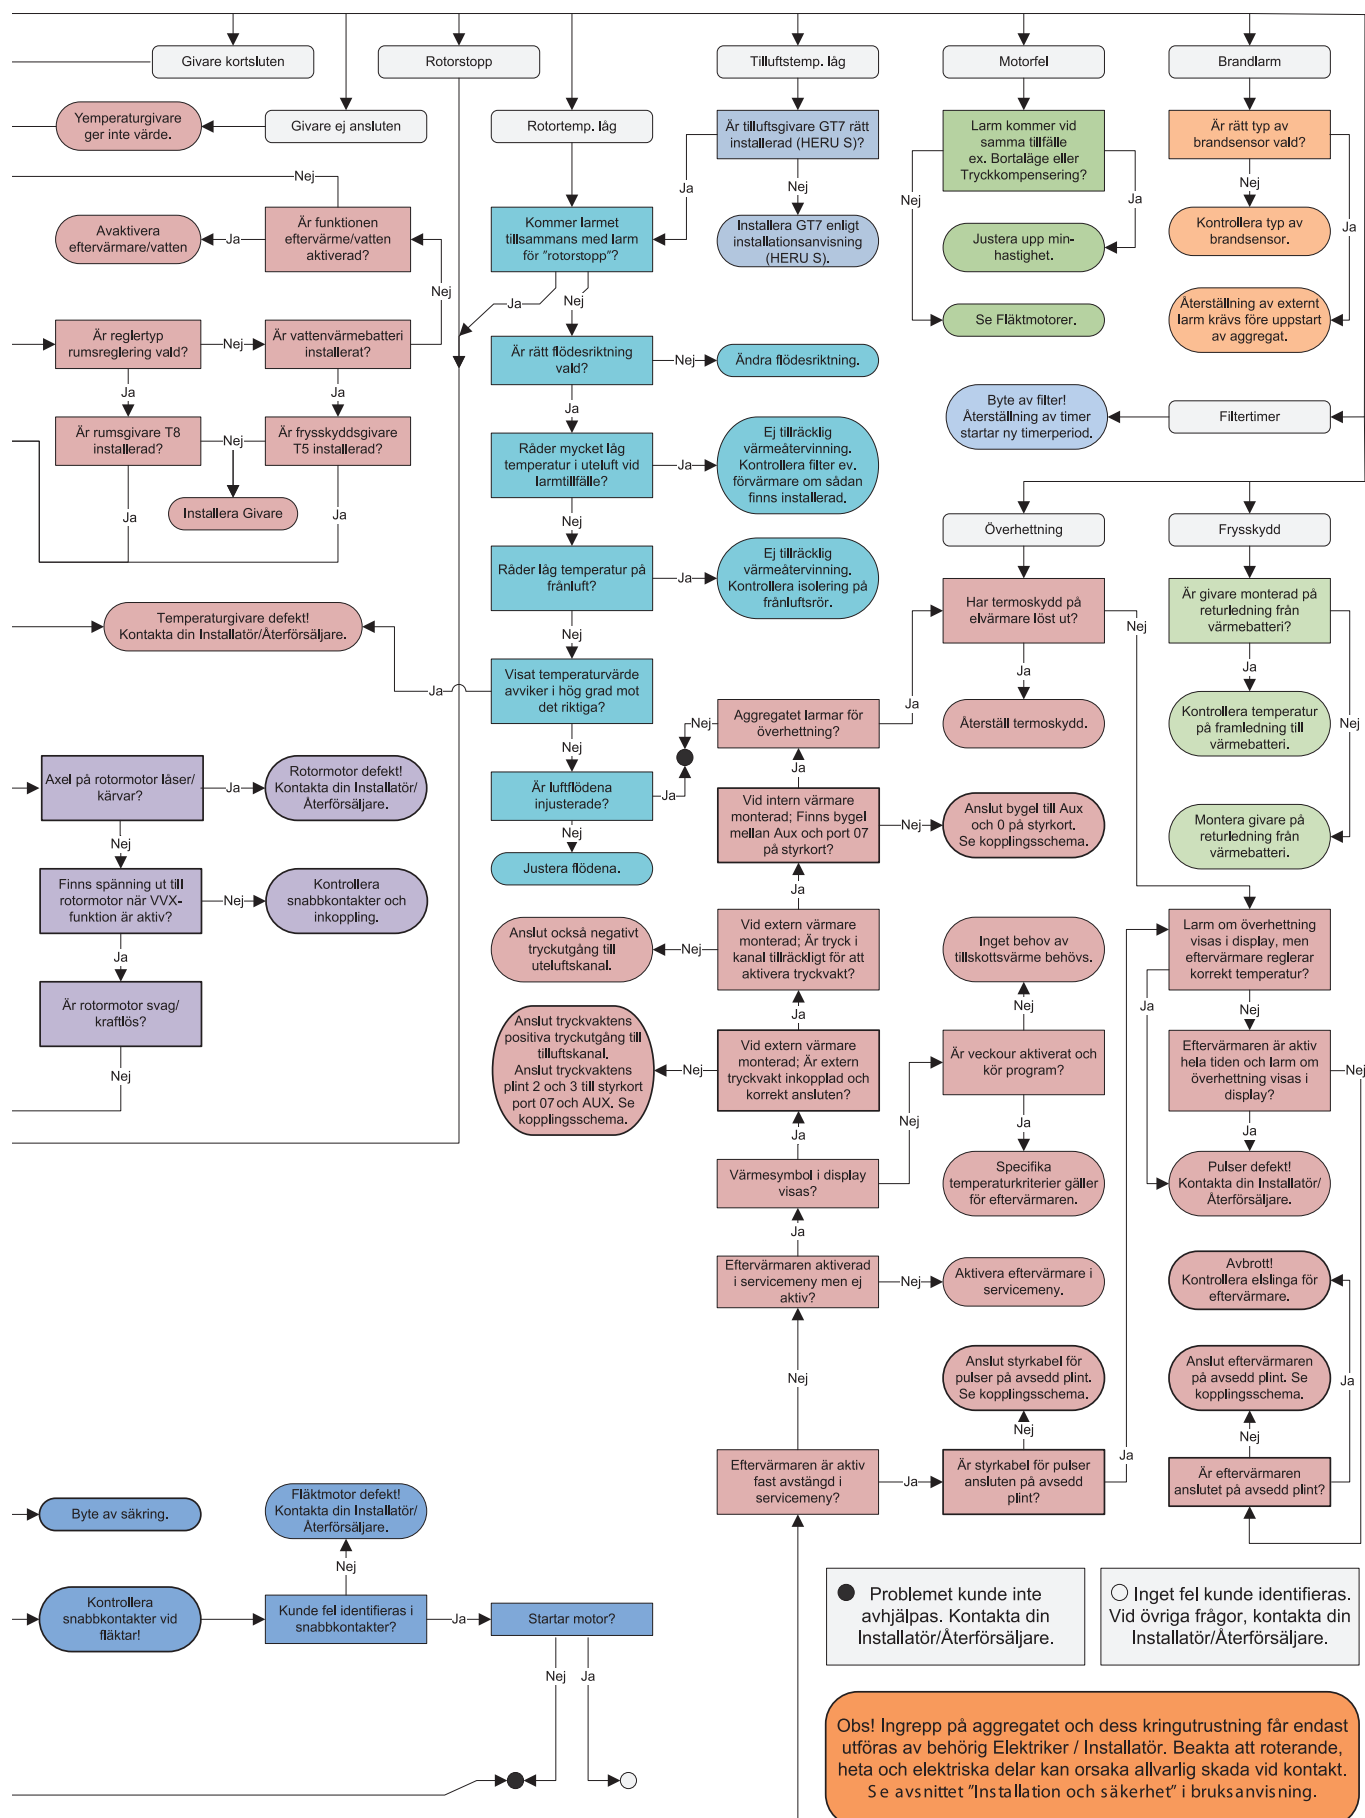 Givare kortsluten
Rotorstopp
Tilluftstemp. låg
Motorfel
Brandlarm
Yemperaturgivare
ger inte värde.
Givare ej ansluten
Rotortemp. låg
Är tilluftsgivare GT7 rätt
installerad (HERU S)?
Larm kommer vid
samma tillfälle
ex. Bortaläge eller
Tryckkompensering?
Är rätt typ av
brandsensor vald?
Nej
Ja
Nej
Nej
Nej
Ja
Ja
Avaktivera
eftervärmare/vatten
Ja
Är funktionen
eftervärme/vatten
aktiverad?
Kommer larmet
tillsammans med larm
för ”rotorstopp”?
Installera GT7 enligt
installationsanvisning
(HERU S).
Justera upp min-
hastighet.
Kontrollera typ av
brandsensor.
Nej
Ja
Nej
Se Fläktmotorer.
Återställning av externt
larm krävs före uppstart
av aggregat.
Är reglertyp
rumsreglering vald?
Nej
Är vattenvärmebatteri
installerat?
Är rätt flödesriktning
vald?
Nej
Ändra flödesriktning.
Ja
Ja
Ja
Byte av filter!
Återställning av timer
startar ny timerperiod.
Filtertimer
Är rumsgivare T8
installerad?
Nej
Är frysskyddsgivare
T5 installerad?
Råder mycket låg
temperatur i uteluft vid
larmtillfälle?
Ja
Ej tillräcklig
värmeåtervinning.
Kontrollera filter ev.
förvärmare om sådan
finns installerad.
Installera Givare
Ja
Ja
Nej
Överhettning
Frysskydd
Råder låg temperatur på
frånluft?
Ja
Ej tillräcklig
värmeåtervinning.
Kontrollera isolering på
frånluftsrör.
Har termoskydd på
elvärmare löst ut?
Nej
Är givare monterad på
returledning från
värmebatteri?
Temperaturgivare defekt!
Kontakta din Installatör/Återförsäljare.
Nej
Ja
Ja
Visat temperaturvärde
avviker i hög grad mot
det riktiga?
Ja
Nej
Aggregatet larmar för
överhettning?
Ja
Återställ termoskydd.
Kontrollera temperatur
på framledning till
värmebatteri.
Nej
Nej
Ja
Axel på rotormotor låser/
kärvar?
Ja
Rotormotor defekt!
Kontakta din Installatör/
Återförsäljare.
Är luftflödena
injusterade?
Ja
Vid intern värmare
monterad; Finns bygel
mellan Aux och port 07
på styrkort?
Nej
Anslut bygel till Aux
och 0 på styrkort.
Se kopplingsschema.
Montera givare på
returledning från
värmebatteri.
Nej
Nej
Justera flödena.
Ja
Finns spänning ut till
rotormotor när VVX-
funktion är aktiv?
Nej
Kontrollera
snabbkontakter och
inkoppling.
Anslut också negativt
tryckutgång till
uteluftskanal.
Nej
Vid extern värmare
monterad; Är tryck i
kanal tillräckligt för att
aktivera tryckvakt?
Inget behov av
tillskottsvärme behövs.
Larm om överhettning
visas i display, men
eftervärmare reglerar
korrekt temperatur?
Ja
Ja
Nej
Ja
Nej
Är rotormotor svag/
kraftlös?
Anslut tryckvaktens
positiva tryckutgång till
tilluftskanal.
Anslut tryckvaktens
plint 2 och 3 till styrkort
port 07 och AUX. Se
kopplingsschema.
Nej
Vid extern värmare
monterad; Är extern
tryckvakt inkopplad och
korrekt ansluten?
Är veckour aktiverat och
kör program?
Eftervärmaren är aktiv
hela tiden och larm om
överhettning visas i
display?
Nej
Nej
Ja
Nej
Ja
Ja
Värmesymbol i display
visas?
Specifika
temperaturkriterier gäller
för eftervärmaren.
Pulser defekt!
Kontakta din Installatör/
Återförsäljare.
Ja
Eftervärmaren aktiverad
i servicemeny men ej
aktiv?
Nej
Aktivera eftervärmare i
servicemeny.
Avbrott!
Kontrollera elslinga för
eftervärmare.
Nej
Anslut styrkabel för
pulser på avsedd plint.
Se kopplingsschema.
Anslut eftervärmaren
på avsedd plint. Se
kopplingsschema.
Ja
Nej
Nej
Ja
Eftervärmaren är aktiv
fast avstängd i
servicemeny?
Ja
Är styrkabel för pulser
ansluten på avsedd
plint?
Är eftervärmaren
anslutet på avsedd plint?
Byte av säkring.
Fläktmotor defekt!
Kontakta din Installatör/
Återförsäljare.
Nej
Kontrollera
snabbkontakter vid
fläktar!
Kunde fel identifieras i
snabbkontakter?
Ja
Startar motor?
Nej
Ja
Problemet kunde inte
avhjälpas. Kontakta din
Installatör/Återförsäljare.
Inget fel kunde identifieras.
Vid övriga frågor, kontakta din
Installatör/Återförsäljare.
Obs! Ingrepp på aggregatet och dess kringutrustning får endast
utföras av behörig Elektriker / Installatör. Beakta att roterande,
heta och elektriska delar kan orsaka allvarlig skada vid kontakt.
Se avsnittet ”Installation och säkerhet” i bruksanvisning.